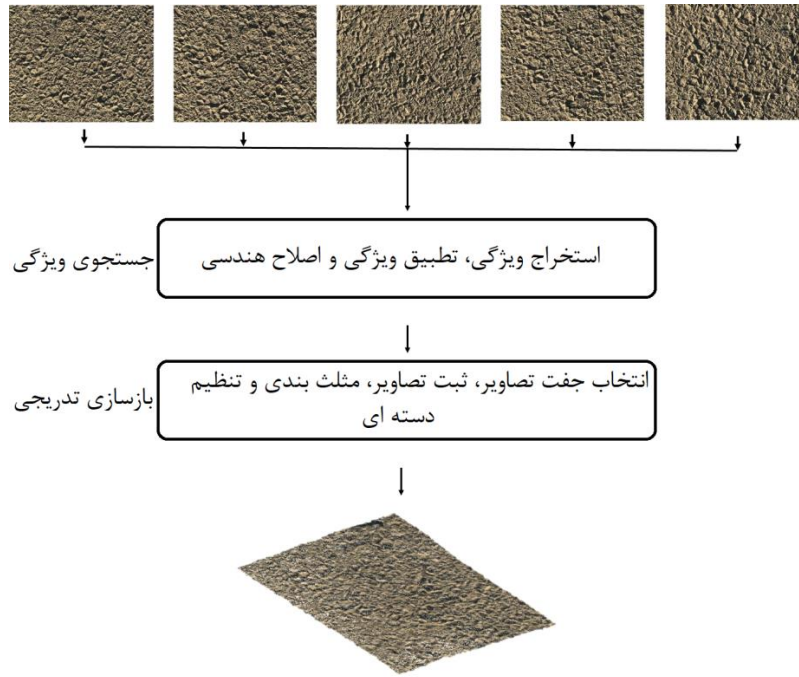 استخراج ویژگی، تطبیق ویژگی و اصلاح هندسی
جستجوی ویژگی
انتخاب جفت تصاویر، ثبت تصاویر، مثلث بندی و تنظیم
دسته ای
بازسازی تدریجی